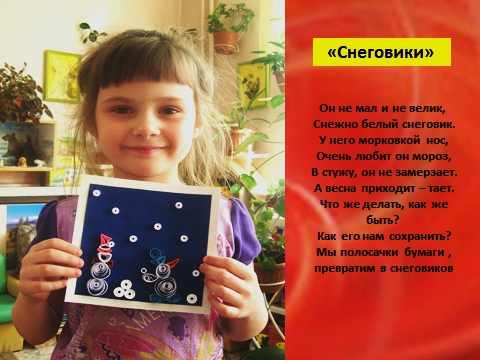 «Снеговики»
Он не мал и не велик,
Снежно белый снеговик.
У него морковкой нос,
Очень любит он мороз,
В стужу, он не замерзает.
А весна приходит – тает.
Что же делать, как же
быть?
Как его нам сохранить?
Мы полосачки бумаги ,
превратим в снеговиков